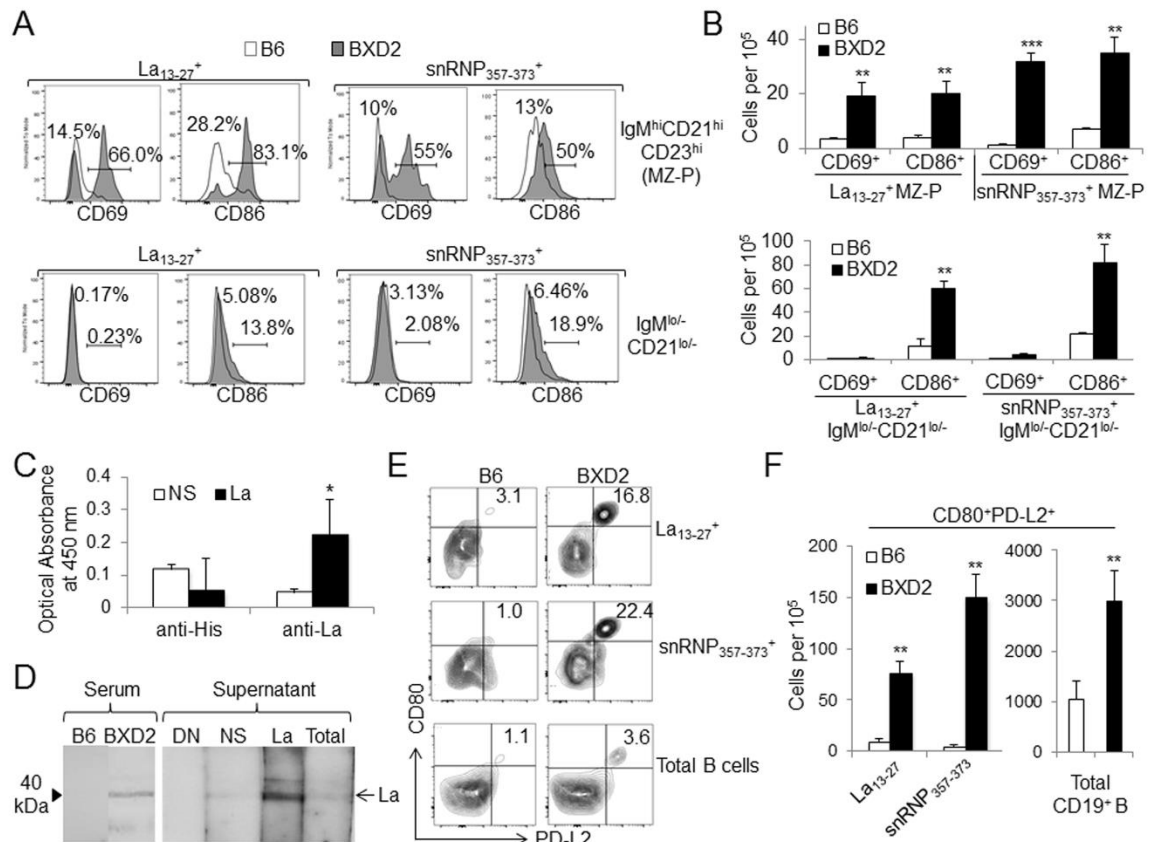 A
B6 BXD2
La13-27+ snRNP357-373+
14.5% 66.0%
28.2% 83.1%
10% 55%
13% 50%
IgMhiCD21hi
CD23hi
(MZ-P)
CD69 CD86 CD69 CD86
La13-27+ snRNP357-373+
0.17% 0.23%
5.08% 13.8%
3.13% 2.08%
6.46% 18.9%
IgMlo/-
CD21lo/-
CD69 CD86 CD69 CD86
B
B6
BXD2
Cells per 105
40
20
0
** ** *** **
CD69+ CD86+ CD69+ CD86+
La13-27+ MZ-P snRNP357-373+ MZ-P
B6
BXD2
Cells per 105
100
80
60
40
20
0
** **
CD69+ CD86+ CD69+ CD86+
La13-27+ snRNP357-373+
IgMlo/-CD21lo/- IgMlo/-CD21lo/-
C
NS La
Optical Absorbance
at 450 nm
0.4
0.3
0.2
0.1
0
*
anti-His anti-La
D
Serum Supernatant
B6 BXD2 DN NS La Total
40
kDa
La
E
B6 BXD2
3.1 16.8
La13-27+
1.0 22.4
snRNP357-373+
1.1 3.6
Total B cells
CD80
PD-L2
F
CD80+PD-L2+
B6
BXD2
Cells per 105
200
150
100
50
0
** **
La13-27 snRNP357-373
4000
3000
2000
1000
0
**
Total
CD19+ B